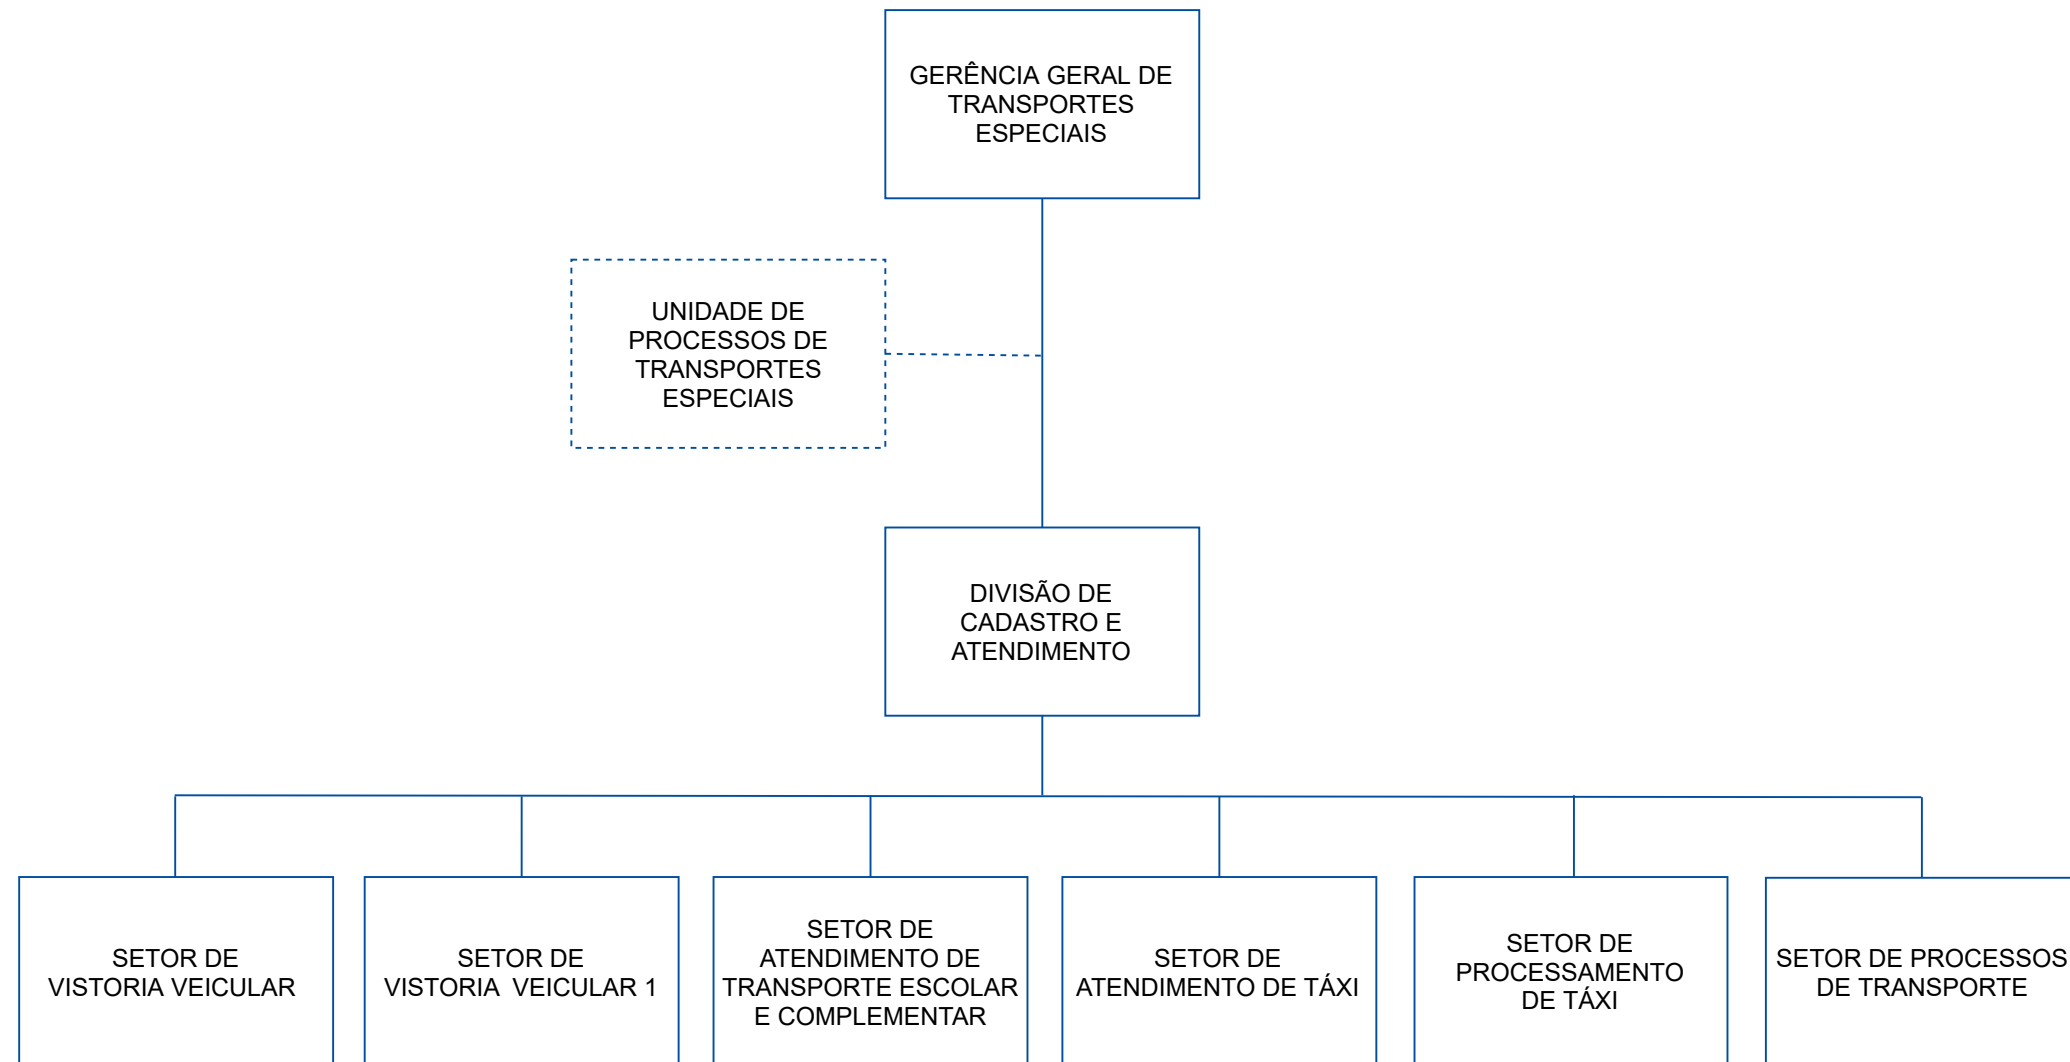 GERÊNCIA GERAL DE
TRANSPORTES
ESPECIAIS
UNIDADE DE
PROCESSOS DE
TRANSPORTES
ESPECIAIS
DIVISÃO DE
CADASTRO E
ATENDIMENTO
SETOR DE
VISTORIA VEICULAR
SETOR DE
VISTORIA  VEICULAR 1
SETOR DE
ATENDIMENTO DE
TRANSPORTE ESCOLAR
E COMPLEMENTAR
SETOR DE
ATENDIMENTO DE TÁXI
SETOR DE
PROCESSAMENTO
DE TÁXI
SETOR DE PROCESSOS
DE TRANSPORTE